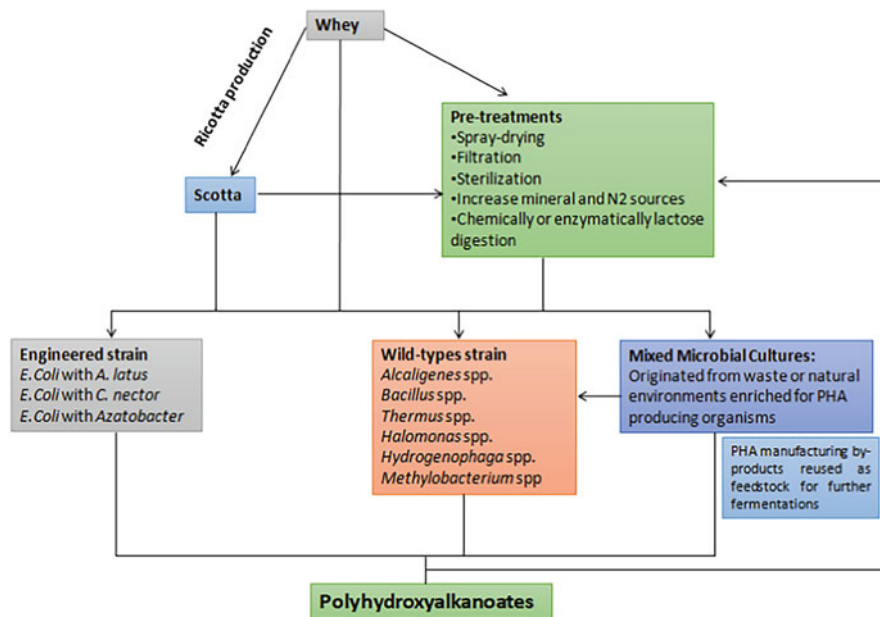 Whey
Ricotta production
Pre-treatments
•Spray-drying
•Filtration
•Sterilization
•Increase mineral and N2 sources
•Chemically or enzymatically lactose
digestion
Scotta
Engineered strain
E.Coli with A. latus
E.Coli with C. nector
E.Coli with Azatobacter
Wild-types strain
Alcaligenes spp.
Bacillus spp.
Thermus spp.
Halomonas spp.
Hydrogenophaga spp.
Methylobacterium spp
Mixed Microbial Cultures:
Originated from waste or natural
environments enriched for PHA
producing organisms
PHA manufacturing by-
products reused as
feedstock for further
fermentations
Polyhydroxyalkanoates